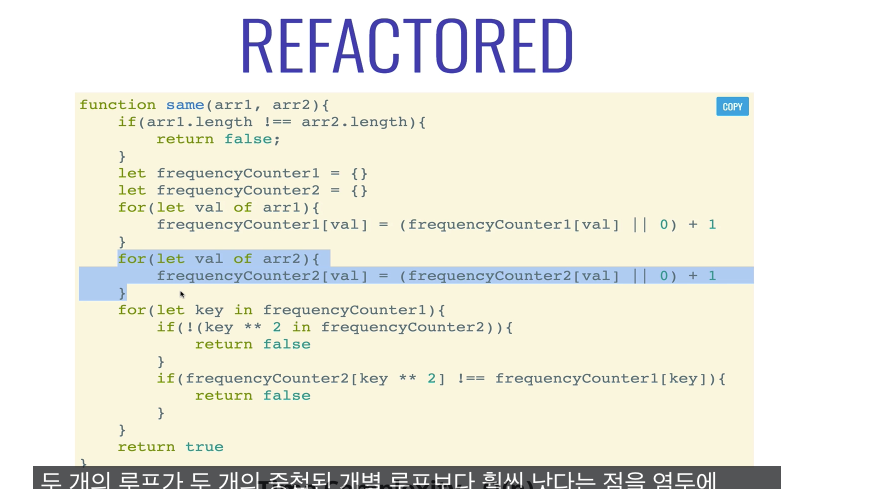 REFACTORED
COPY
function same(arr1, arr2){
    if(arr1.length !== arr2.length){
        return false;
    }
    let frequencyCounter1 = {}
    let frequencyCounter2 = {}
    for(let val of arr1){
        frequencyCounter1[val] = (frequencyCounter1[val] || 0) + 1
    }
    for(let val of arr2){
        frequencyCounter2[val] = (frequencyCounter2[val] || 0) + 1
    }
    for(let key in frequencyCounter1){
        if(!(key ** 2 in frequencyCounter2)){
            return false
        }
        if(frequencyCounter2[key ** 2] !== frequencyCounter1[key]){
            return false
        }
    }
    return true
}
두 개의 루프가 두 개의 중첩된 개별 루프보다 훨씬 낫다는 점을 염두에